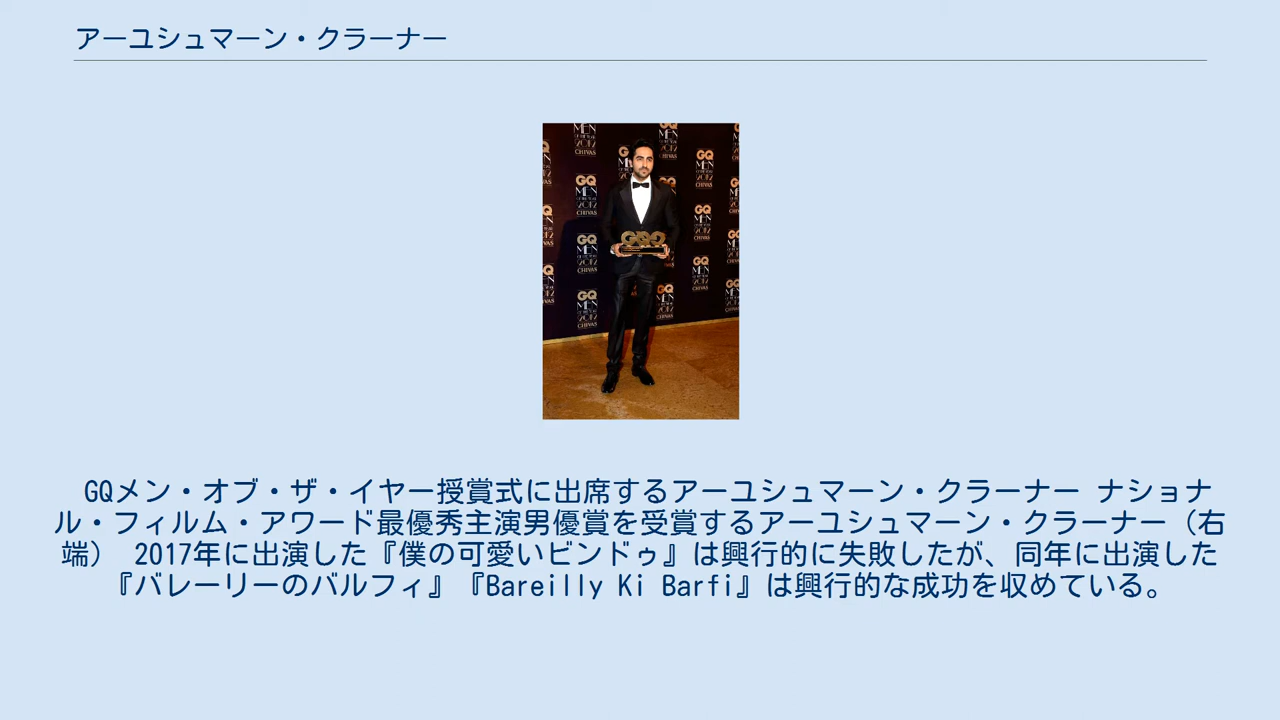 アーユシュマーン・クラーナー
GQ
MEN
OF THE YEAR
2012
CHIVAS
GQメン・オブ・ザ・イヤー授賞式に出席するアーユシュマーン・クラーナー ナショナ
ル・フィルム・アワード最優秀主演男優賞を受賞するアーユシュマーン・クラーナー（右
端） 2017年に出演した『僕の可愛いビンドゥ』は興行的に失敗したが、同年に出演した
『バレーリーのバルフィ』『Bareilly Ki Barfi』は興行的な成功を収めている。